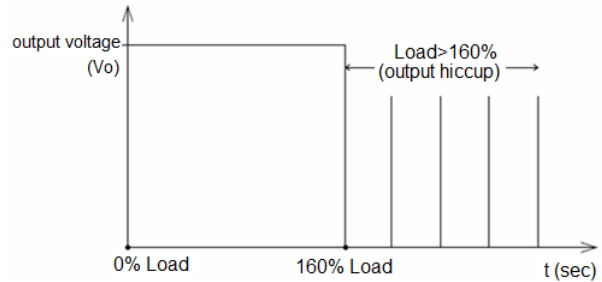 output voltage
(Vo)
Load>160%
(output hiccup)
0% Load
160% Load
t (sec)